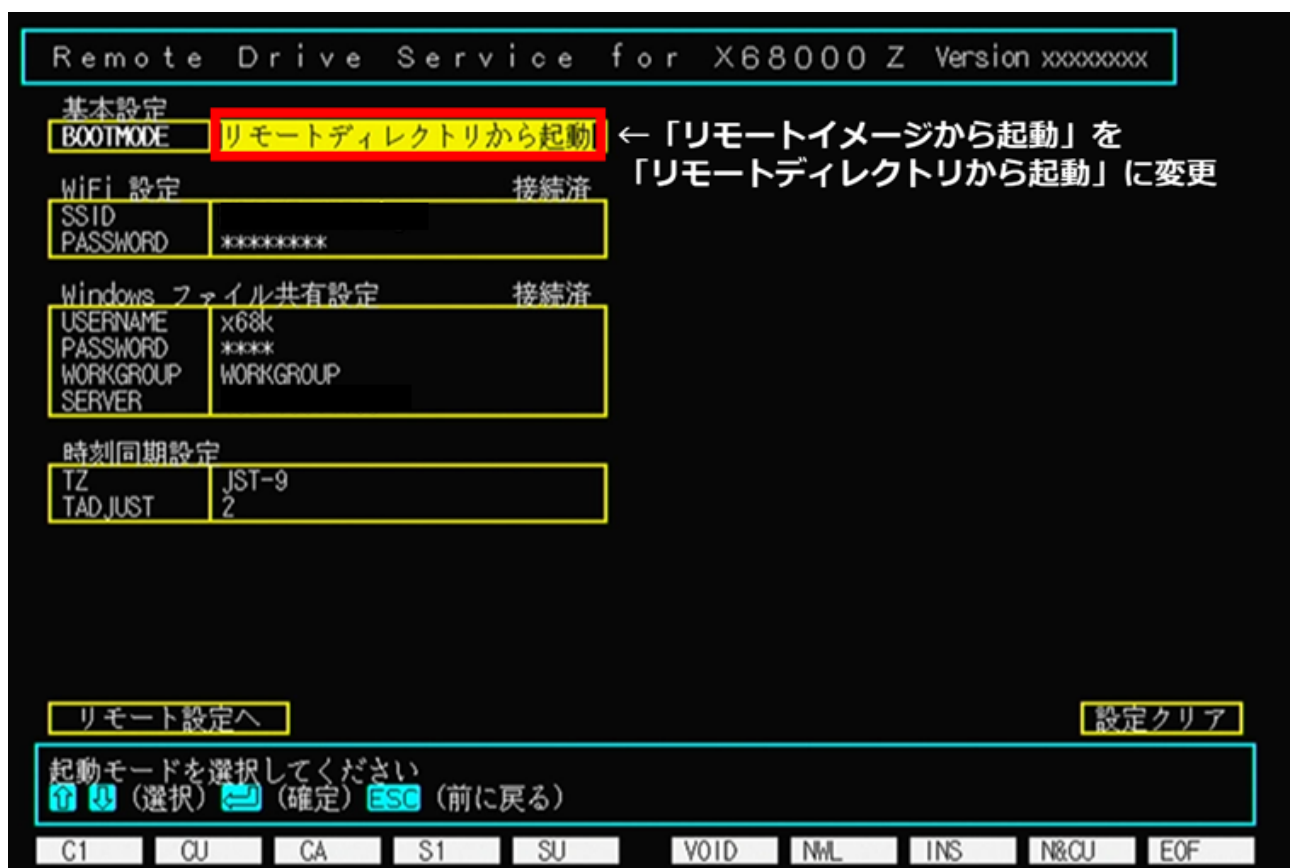 Remote Drive Service for X68000 Z Version xxxxxxxx
基本設定
BOOTMODE リモートディレクトリから起動
←「リモートイメージから起動」を
「リモートディレクトリから起動」に変更
WiFi 設定 接続済
SSID
PASSWORD ********
Windows ファイル共有設定 接続済
USERNAME x68k
PASSWORD ****
WORKGROUP WORKGROUP
SERVER
時刻同期設定
TZ JST-9
TADJUST 2
リモート設定へ 設定クリア
起動モードを選択してください
⇧ ⇩ (選択) ⏎ (確定) ESC (前に戻る)
C1 CU CA S1 SU VOID NWL INS N&CU EOF